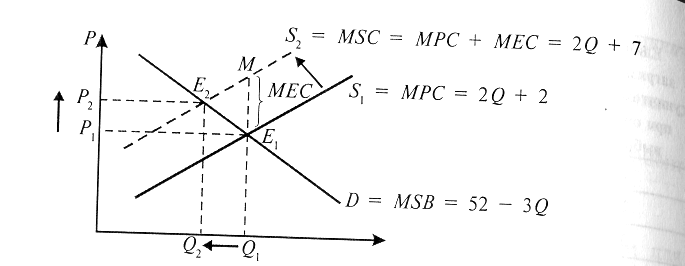 P
S₂ = MSC = MPC + MEC = 2Q + 7
M
E₂
MEC
S₁ = MPC = 2Q + 2
P₂
P₁
E₁
D = MSB = 52 − 3Q
Q₂
Q₁